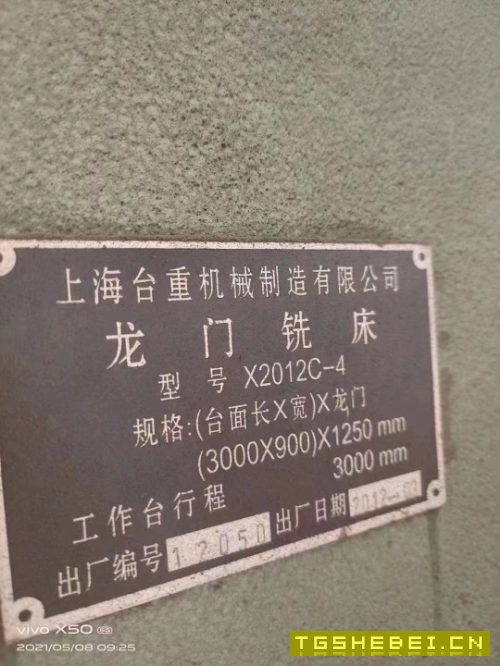 上海台重机械制造有限公司
龙门铣床
型号 X2012C-4
规格:(台面长X宽)X龙门
(3000X900)X1250 mm
工作台行程 3000 mm
出厂编号 12050 出厂日期 2012-03
vivo X50 5G
2021/05/08 09:25
TGSHEBEI.CN